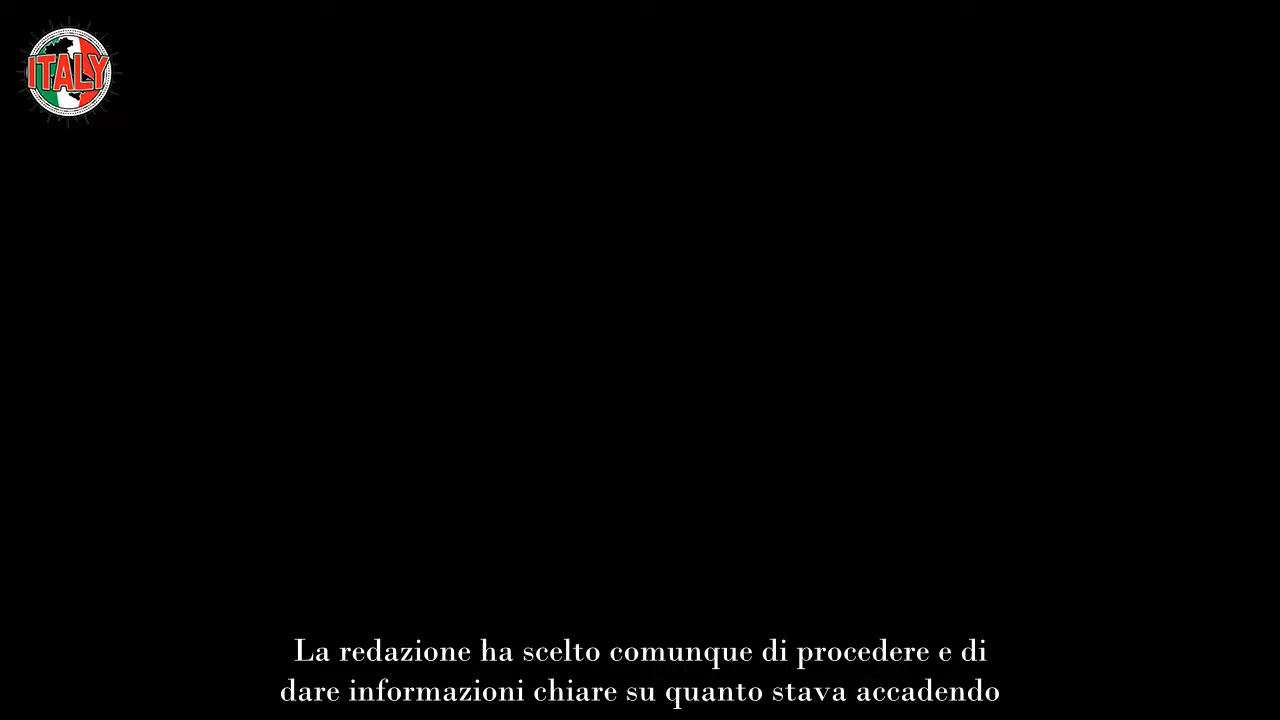 ITALY
La redazione ha scelto comunque di procedere e di
dare informazioni chiare su quanto stava accadendo